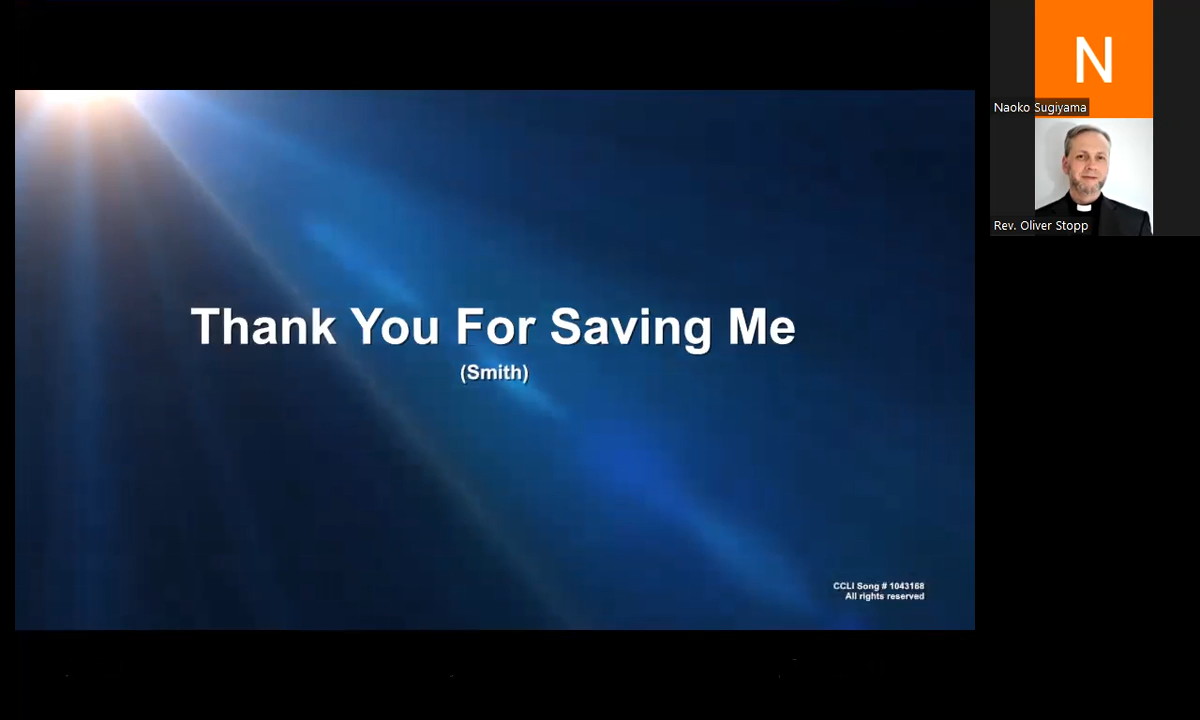 Thank You For Saving Me
(Smith)
CCLI Song # 1043168
All rights reserved
N
Naoko Sugiyama
Rev. Oliver Stopp